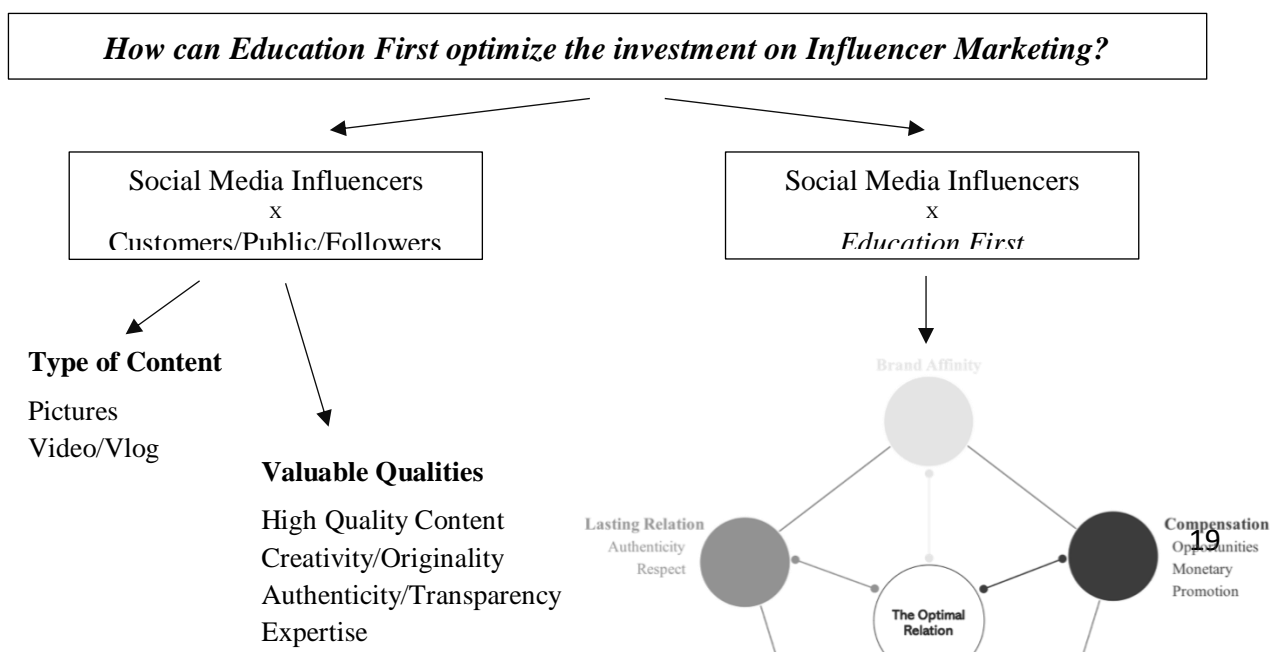 How can Education First optimize the investment on Influencer Marketing?
Social Media Influencers
x
Customers/Public/Followers
Social Media Influencers
x
Education First
Type of Content
Pictures
Video/Vlog
Valuable Qualities
High Quality Content
Creativity/Originality
Authenticity/Transparency
Expertise
Brand Affinity
Lasting Relation
Authenticity
Respect
Compensation
Opportunities
Monetary
Promotion
19
The Optimal
Relation